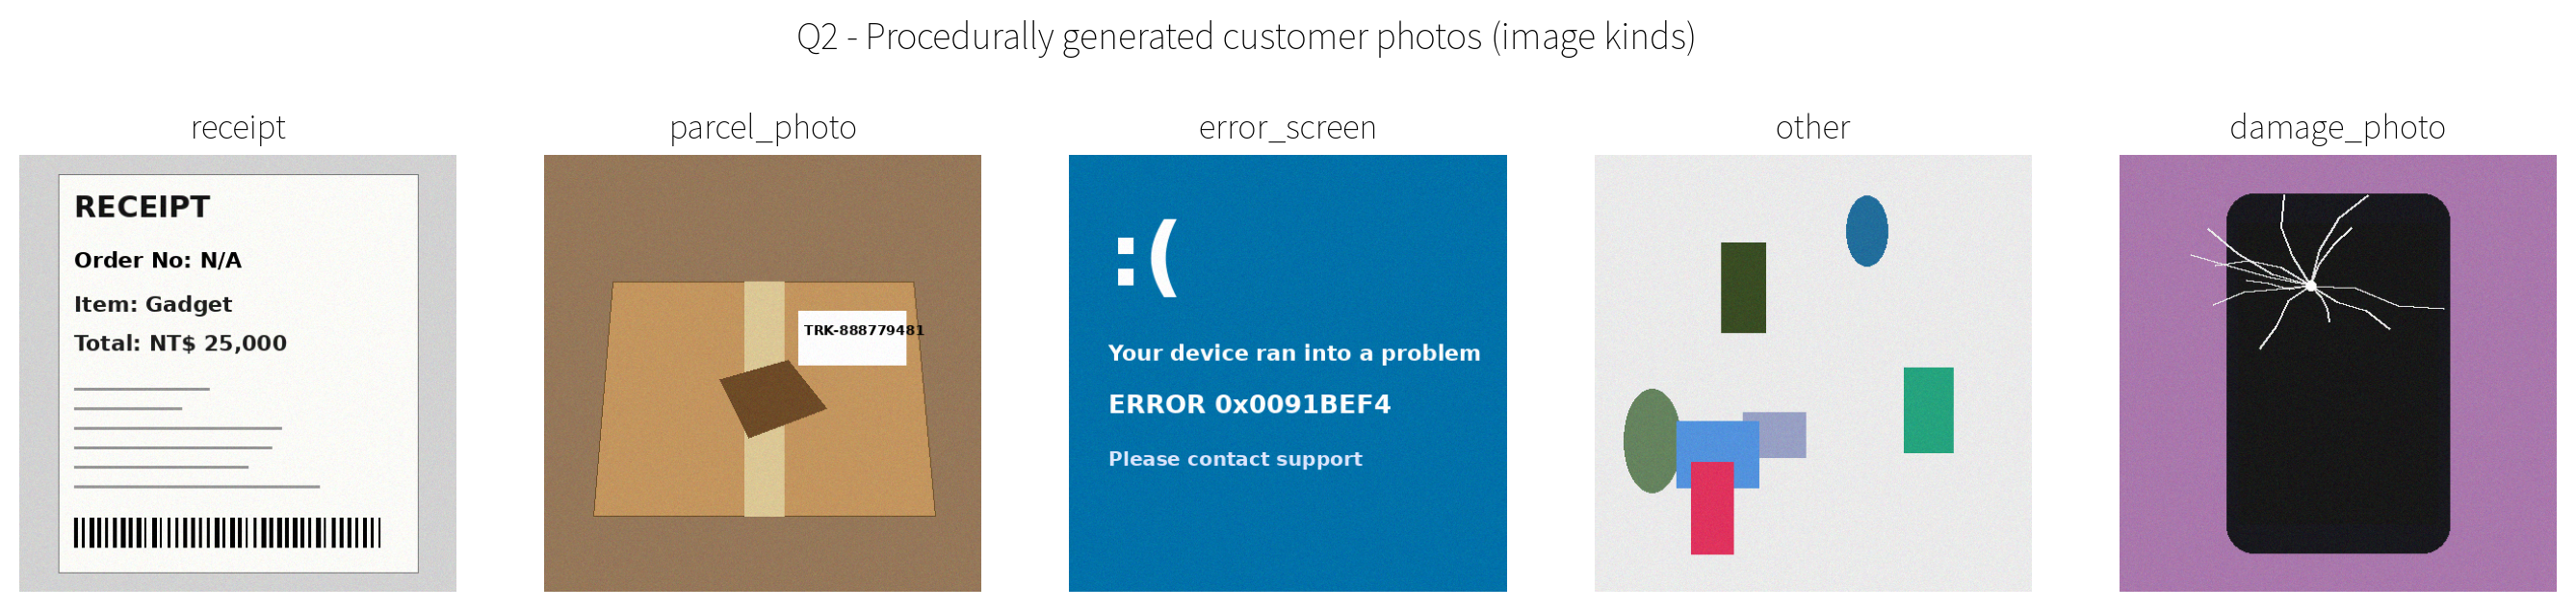 Q2 - Procedurally generated customer photos (image kinds)
receipt
RECEIPT
Order No: N/A
Item: Gadget
Total: NT$ 25,000
parcel_photo
TRK-888779481
error_screen
:(
Your device ran into a problem
ERROR 0x0091BEF4
Please contact support
other
damage_photo